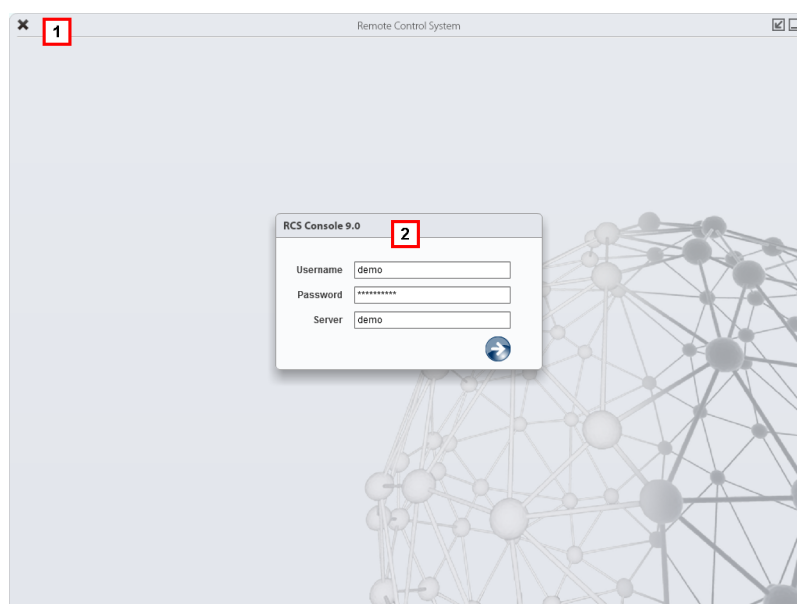 1
Remote Control System
RCS Console 9.0
2
Username demo
Password **********
Server demo